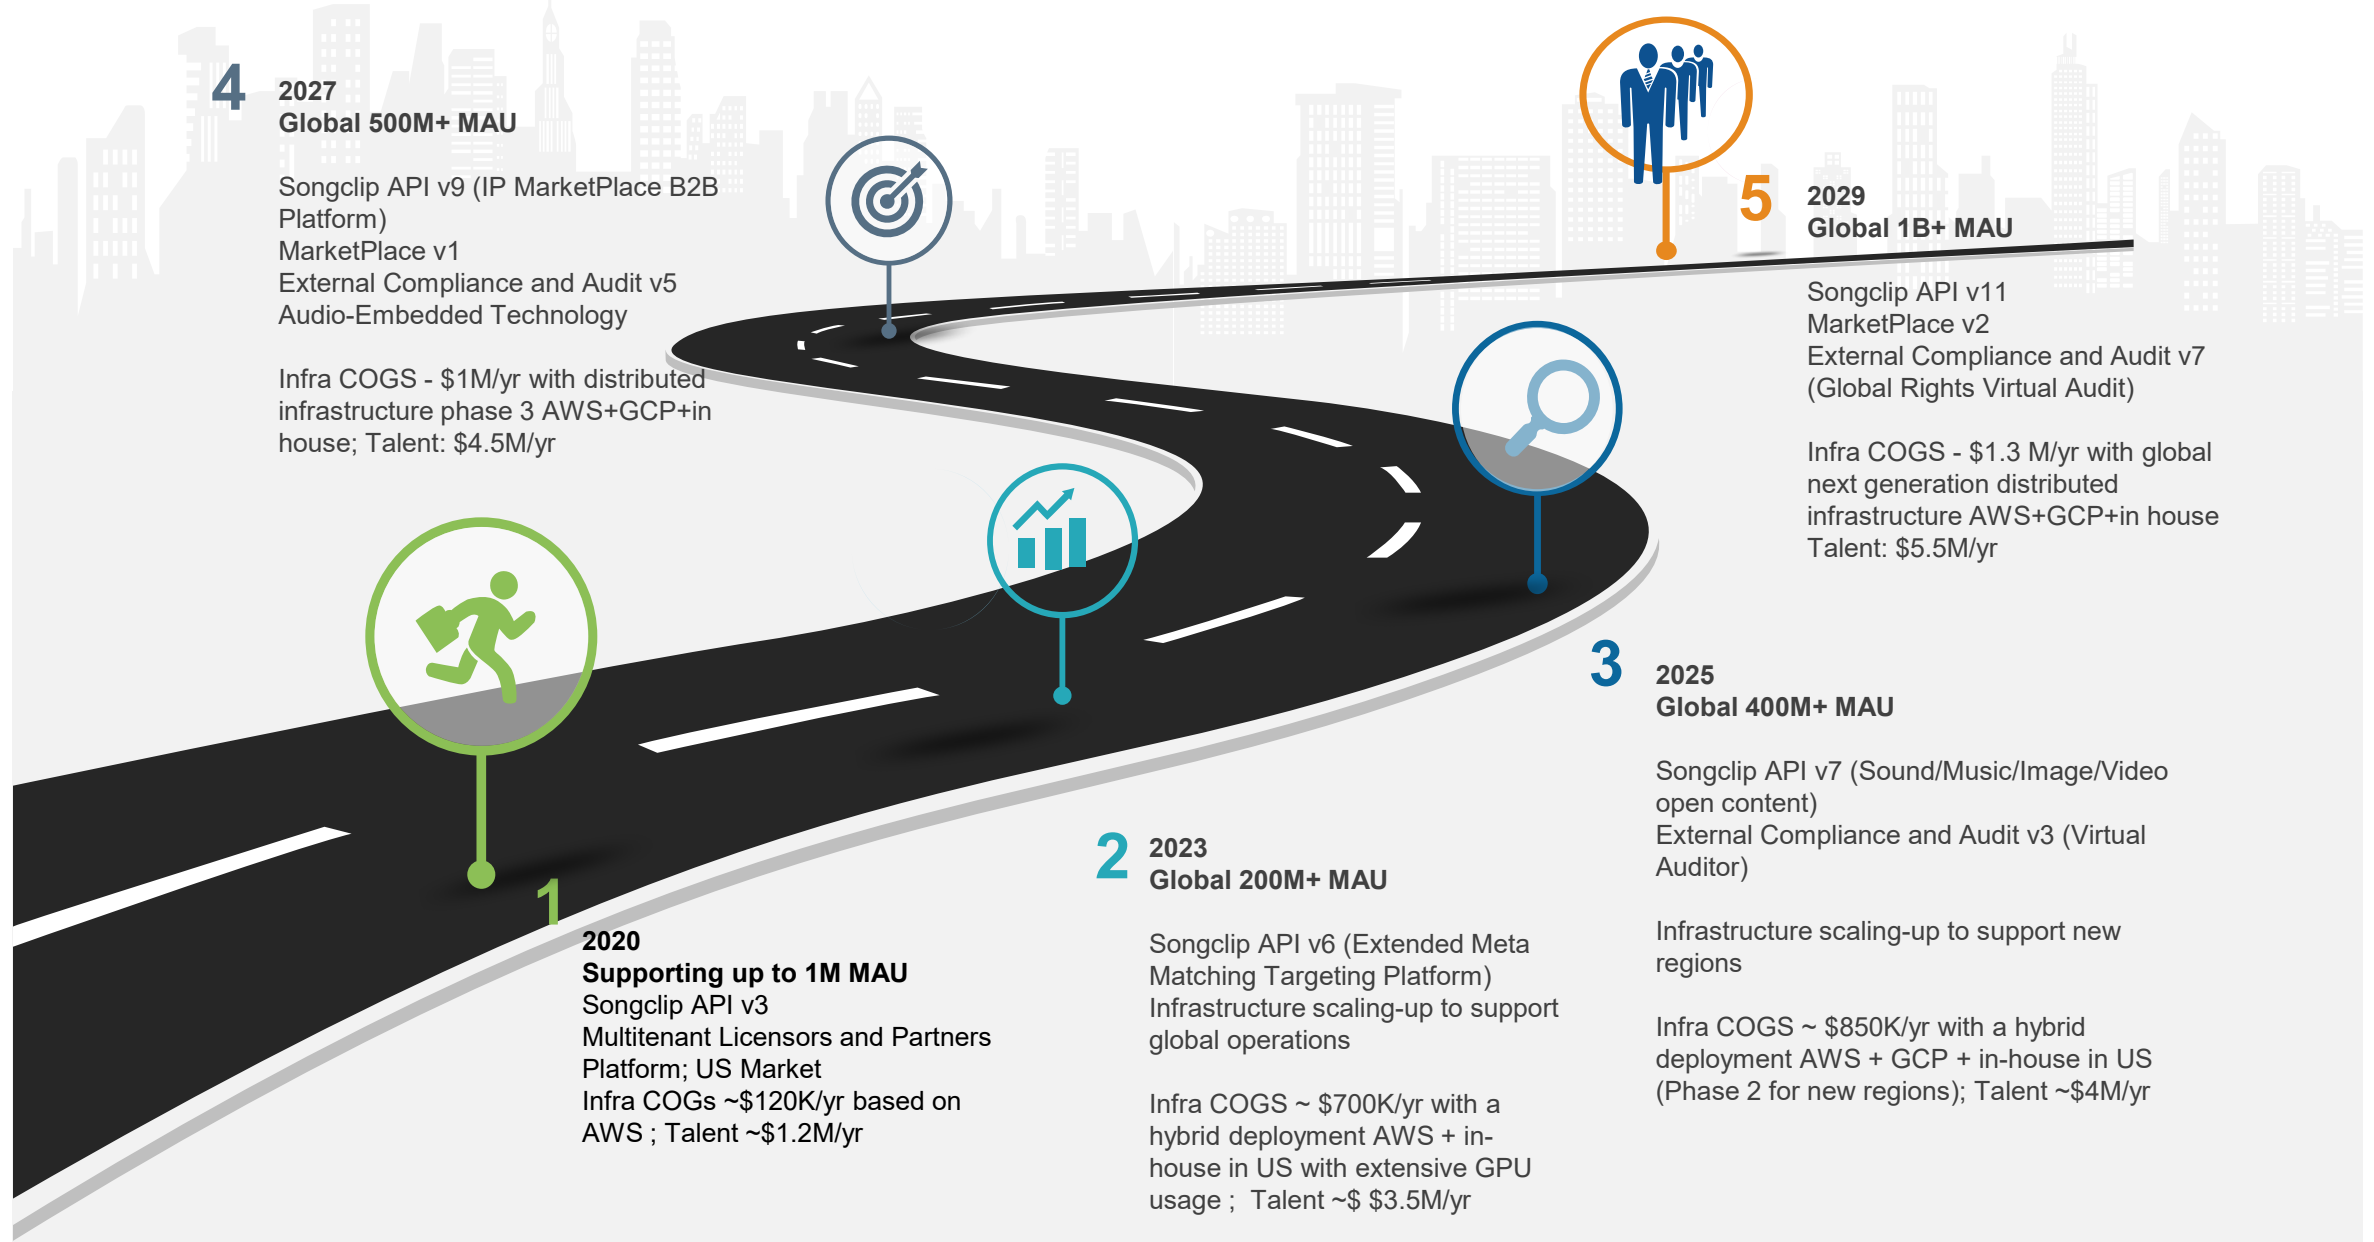 1
2020
Supporting up to 1M MAU
Songclip API v3
Multitenant Licensors and Partners
Platform; US Market
Infra COGs ~$120K/yr based on
AWS ; Talent ~$1.2M/yr
2
2023
Global 200M+ MAU
Songclip API v6 (Extended Meta
Matching Targeting Platform)
Infrastructure scaling-up to support
global operations
Infra COGS ~ $700K/yr with a
hybrid deployment AWS + in-
house in US with extensive GPU
usage ;  Talent ~$ $3.5M/yr
3
2025
Global 400M+ MAU
Songclip API v7 (Sound/Music/Image/Video
open content)
External Compliance and Audit v3 (Virtual
Auditor)
Infrastructure scaling-up to support new
regions
Infra COGS ~ $850K/yr with a hybrid
deployment AWS + GCP + in-house in US
(Phase 2 for new regions); Talent ~$4M/yr
4
2027
Global 500M+ MAU
Songclip API v9 (IP MarketPlace B2B
Platform)
MarketPlace v1
External Compliance and Audit v5
Audio-Embedded Technology
Infra COGS - $1M/yr with distributed
infrastructure phase 3 AWS+GCP+in
house; Talent: $4.5M/yr
5
2029
Global 1B+ MAU
Songclip API v11
MarketPlace v2
External Compliance and Audit v7
(Global Rights Virtual Audit)
Infra COGS - $1.3 M/yr with global
next generation distributed
infrastructure AWS+GCP+in house
Talent: $5.5M/yr